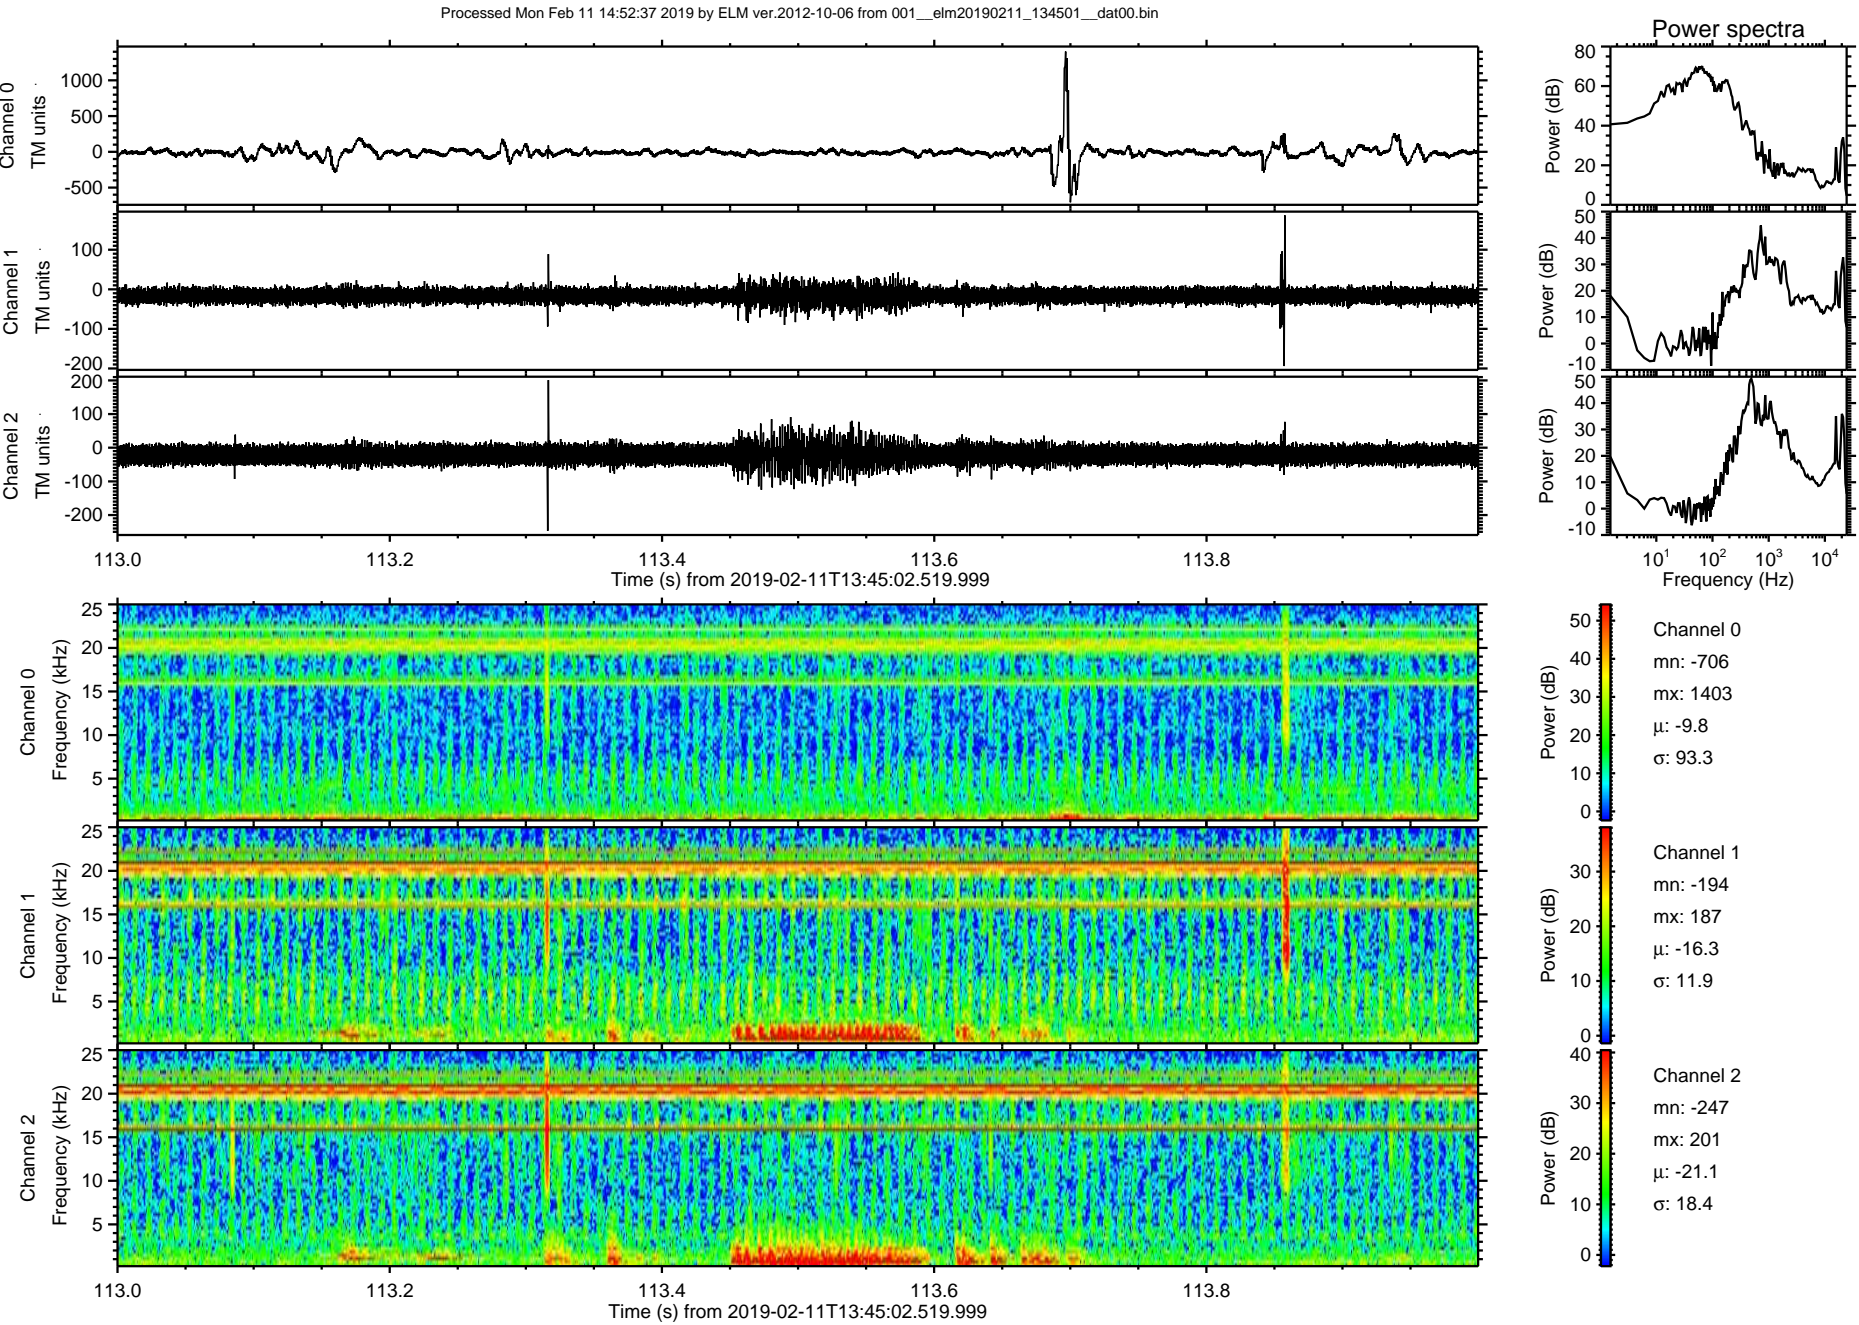 Processed Mon Feb 11 14:52:37 2019 by ELM ver.2012-10-06 from 001__elm20190211_134501__dat00.bin
Power spectra
Channel 0
TM units
1000
500
0
-500
Power (dB)
80
60
40
20
0
Channel 1
TM units
100
0
-100
-200
Power (dB)
50
40
30
20
10
0
-10
Channel 2
TM units
200
100
0
-100
-200
Power (dB)
50
40
30
20
10
0
-10
113.0 113.2 113.4 113.6 113.8
Time (s) from 2019-02-11T13:45:02.519.999
10^1 10^2 10^3 10^4
Frequency (Hz)
Channel 0
Frequency (kHz)
25
20
15
10
5
Power (dB)
50
40
30
20
10
0
Channel 0
mn: -706
mx: 1403
μ: -9.8
σ: 93.3
Channel 1
Frequency (kHz)
25
20
15
10
5
Power (dB)
30
20
10
0
Channel 1
mn: -194
mx: 187
μ: -16.3
σ: 11.9
Channel 2
Frequency (kHz)
25
20
15
10
5
Power (dB)
40
30
20
10
0
Channel 2
mn: -247
mx: 201
μ: -21.1
σ: 18.4
113.0 113.2 113.4 113.6 113.8
Time (s) from 2019-02-11T13:45:02.519.999